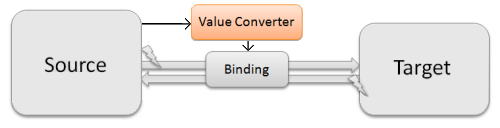 Value Converter
Source
Binding
Target